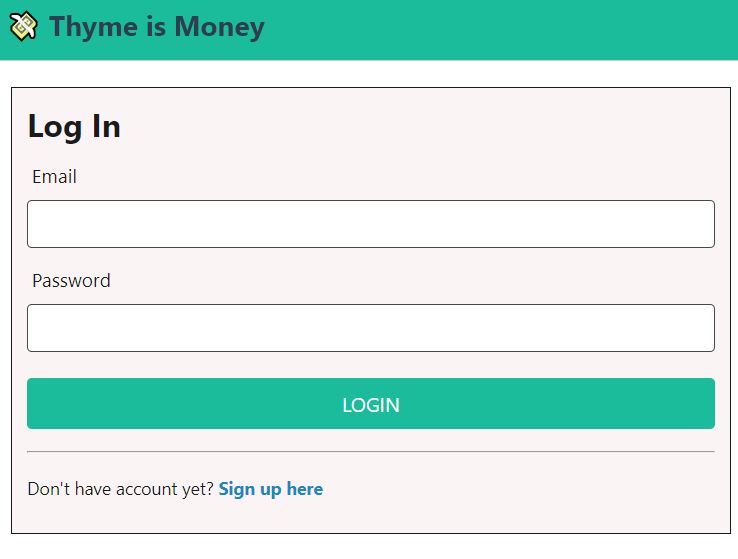 Thyme is Money
Log In
Email
Password
LOGIN
Don't have account yet? Sign up here